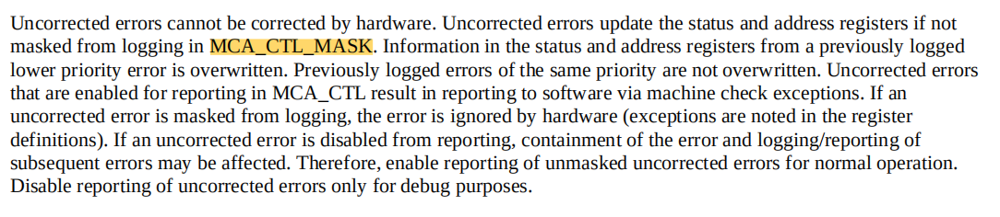 Uncorrected errors cannot be corrected by hardware. Uncorrected errors update the status and address registers if not
masked from logging in MCA_CTL_MASK. Information in the status and address registers from a previously logged
lower priority error is overwritten. Previously logged errors of the same priority are not overwritten. Uncorrected errors
that are enabled for reporting in MCA_CTL result in reporting to software via machine check exceptions. If an
uncorrected error is masked from logging, the error is ignored by hardware (exceptions are noted in the register
definitions). If an uncorrected error is disabled from reporting, containment of the error and logging/reporting of
subsequent errors may be affected. Therefore, enable reporting of unmasked uncorrected errors for normal operation.
Disable reporting of uncorrected errors only for debug purposes.